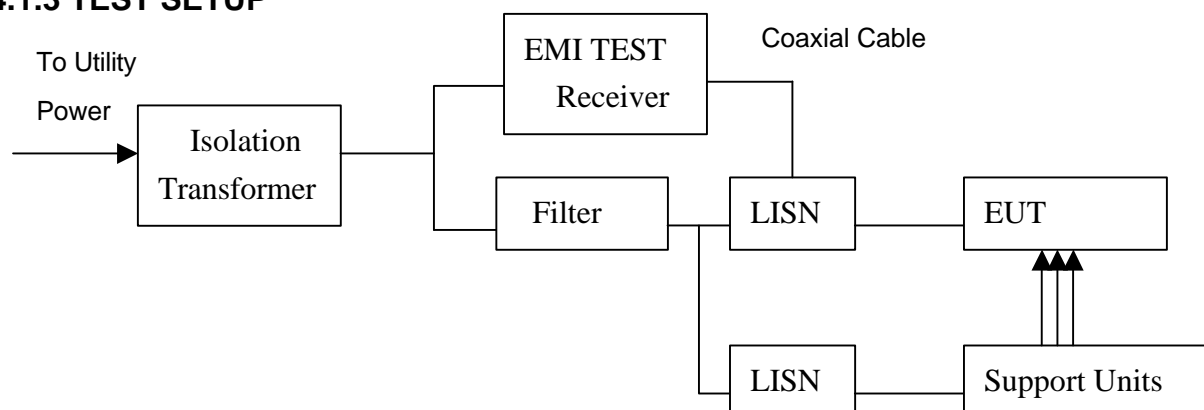 4.1.3 TEST SETUP
To Utility
Power
Isolation
Transformer
EMI TEST
Receiver
Coaxial Cable
Filter
LISN
EUT
LISN
Support Units